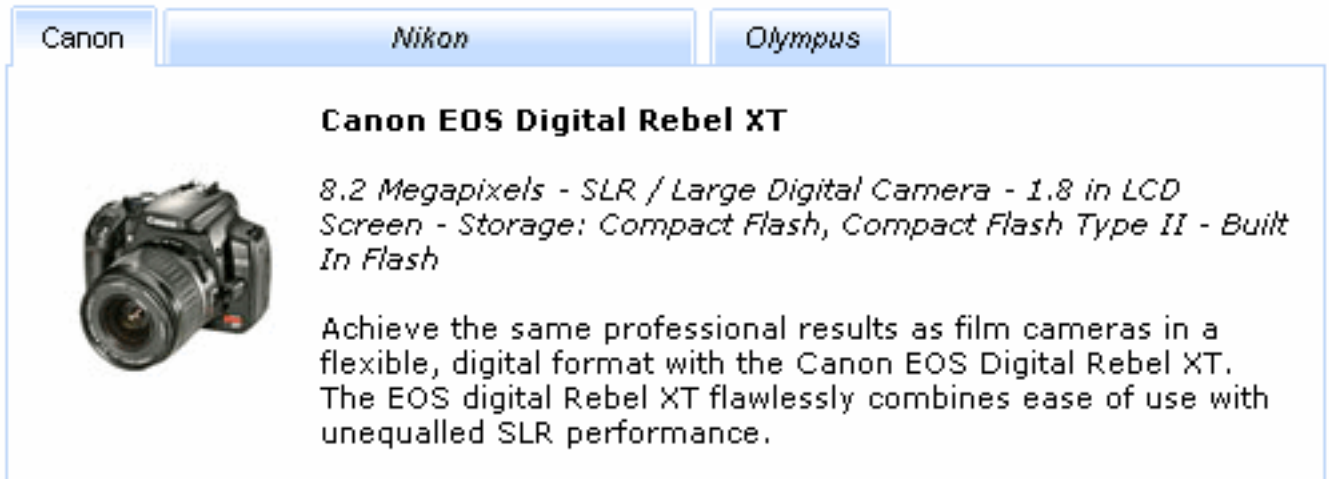 Canon Nikon Olympus
Canon EOS Digital Rebel XT
8.2 Megapixels - SLR / Large Digital Camera - 1.8 in LCD
Screen - Storage: Compact Flash, Compact Flash Type II - Built
In Flash
Achieve the same professional results as film cameras in a
flexible, digital format with the Canon EOS Digital Rebel XT.
The EOS digital Rebel XT flawlessly combines ease of use with
unequalled SLR performance.